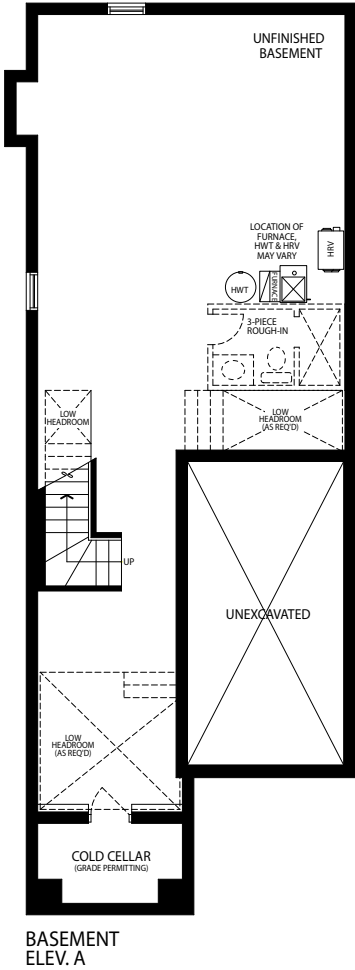 UNFINISHED
BASEMENT
LOCATION OF
FURNACE,
HWT & HRV
MAY VARY
HRV
HWT
FURNACE
3-PIECE
ROUGH-IN
LOW
HEADROOM
LOW
HEADROOM
(AS REQ'D)
UP
UNEXCAVATED
LOW
HEADROOM
(AS REQ'D)
COLD CELLAR
(GRADE PERMITTING)
BASEMENT
ELEV. A